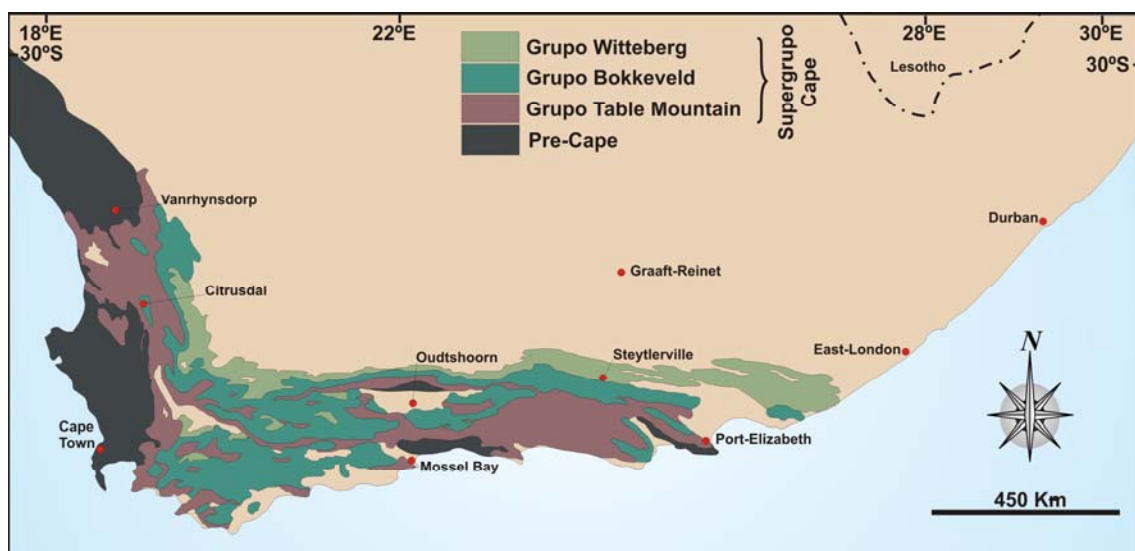 18ºE
22ºE
28ºE
30ºE
30ºS
30ºS
Grupo Witteberg
Grupo Bokkeveld
Grupo Table Mountain
Pre-Cape
Supergrupo
Cape
Lesotho
Vanrhynsdorp
Durban
Graaft-Reinet
Citrusdal
Oudtshoorn
Steytlerville
East-London
N
Cape
Town
Port-Elizabeth
Mossel Bay
450 Km